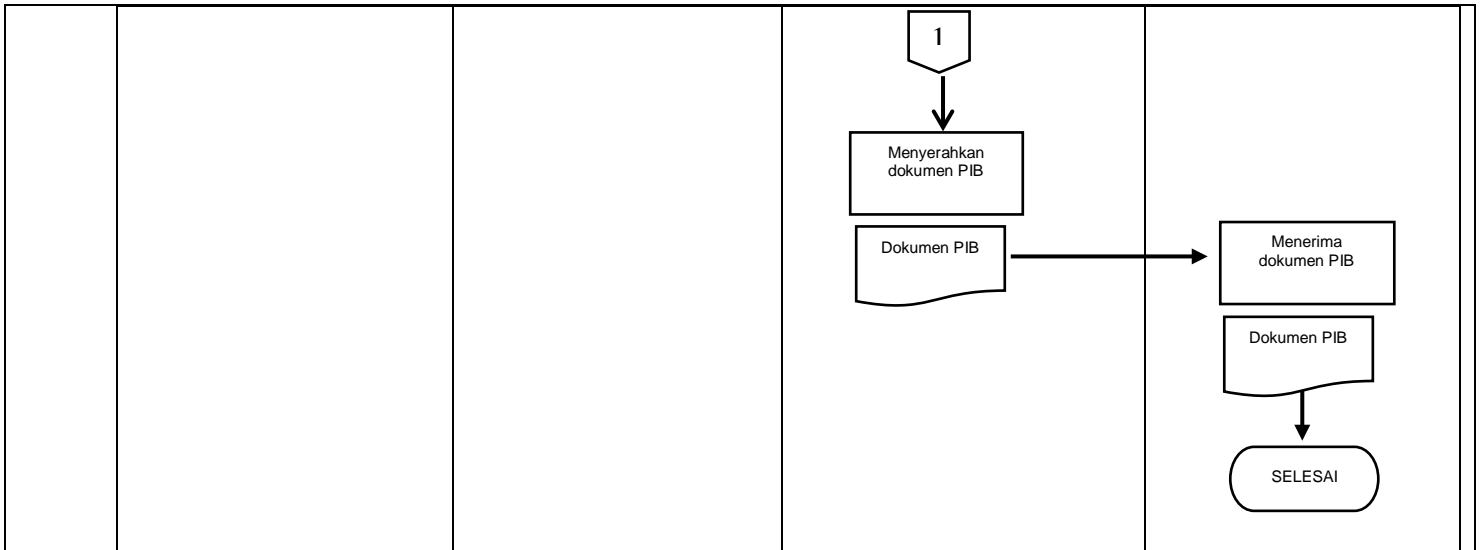 1
Menyerahkan
dokumen PIB
Dokumen PIB
Menerima
dokumen PIB
Dokumen PIB
SELESAI